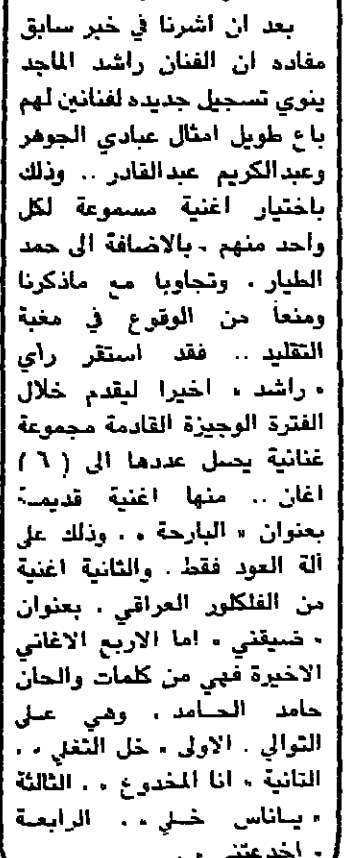 بعد ان اشرنا في خبر سابق
مفاده ان الفنان راشد الماجد
ينوي تسجيل جديده لفنانين لهم
باع طويل امثال عبادي الجوهر
وعبدالكريم عبدالقادر .. وذلك
باختيار اغنية مسموعة لكل
واحد منهم . بالاضافة الى حمد
الطيار . وتجاوبا مع ماذكرنا
ومنعاً من الوقوع في مغبة
التقليد .. فقد استقر رأي
« راشد » اخيرا ليقدم خلال
الفترة الوجيزة القادمة مجموعة
غنائية يصل عددها الى ( ٦ )
اغان .. منها اغنية قديمة
بعنوان « البارحة » . وذلك على
آلة العود فقط . والثانية اغنية
من الفلكلور العراقي . بعنوان
« ضيقني » اما الاربع الاغاني
الاخيرة فهي من كلمات والحان
حامد الحامد . وهي على
التوالي . الاولى « خل التغلي » .
الثانية « انا المخدوع » . الثالثة
« ياناس خلي » . الرابعة
« اخدعتني » .